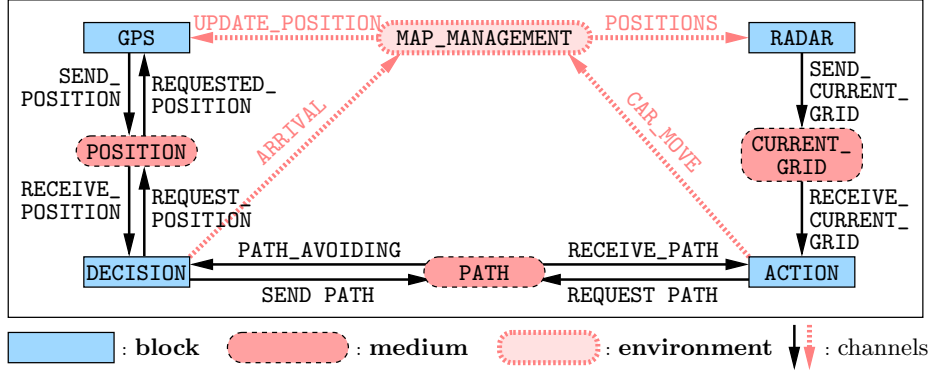 UPDATE_POSITION
POSITIONS
GPS
MAP_MANAGEMENT
RADAR
SEND_
POSITION
REQUESTED_
POSITION
SEND_
CURRENT_
GRID
ARRIVAL
CAR_MOVE
POSITION
CURRENT_
GRID
RECEIVE_
POSITION
REQUEST_
POSITION
RECEIVE_
CURRENT_
GRID
PATH_AVOIDING
RECEIVE_PATH
DECISION
PATH
ACTION
SEND PATH
REQUEST PATH
: block
: medium
: environment
: channels